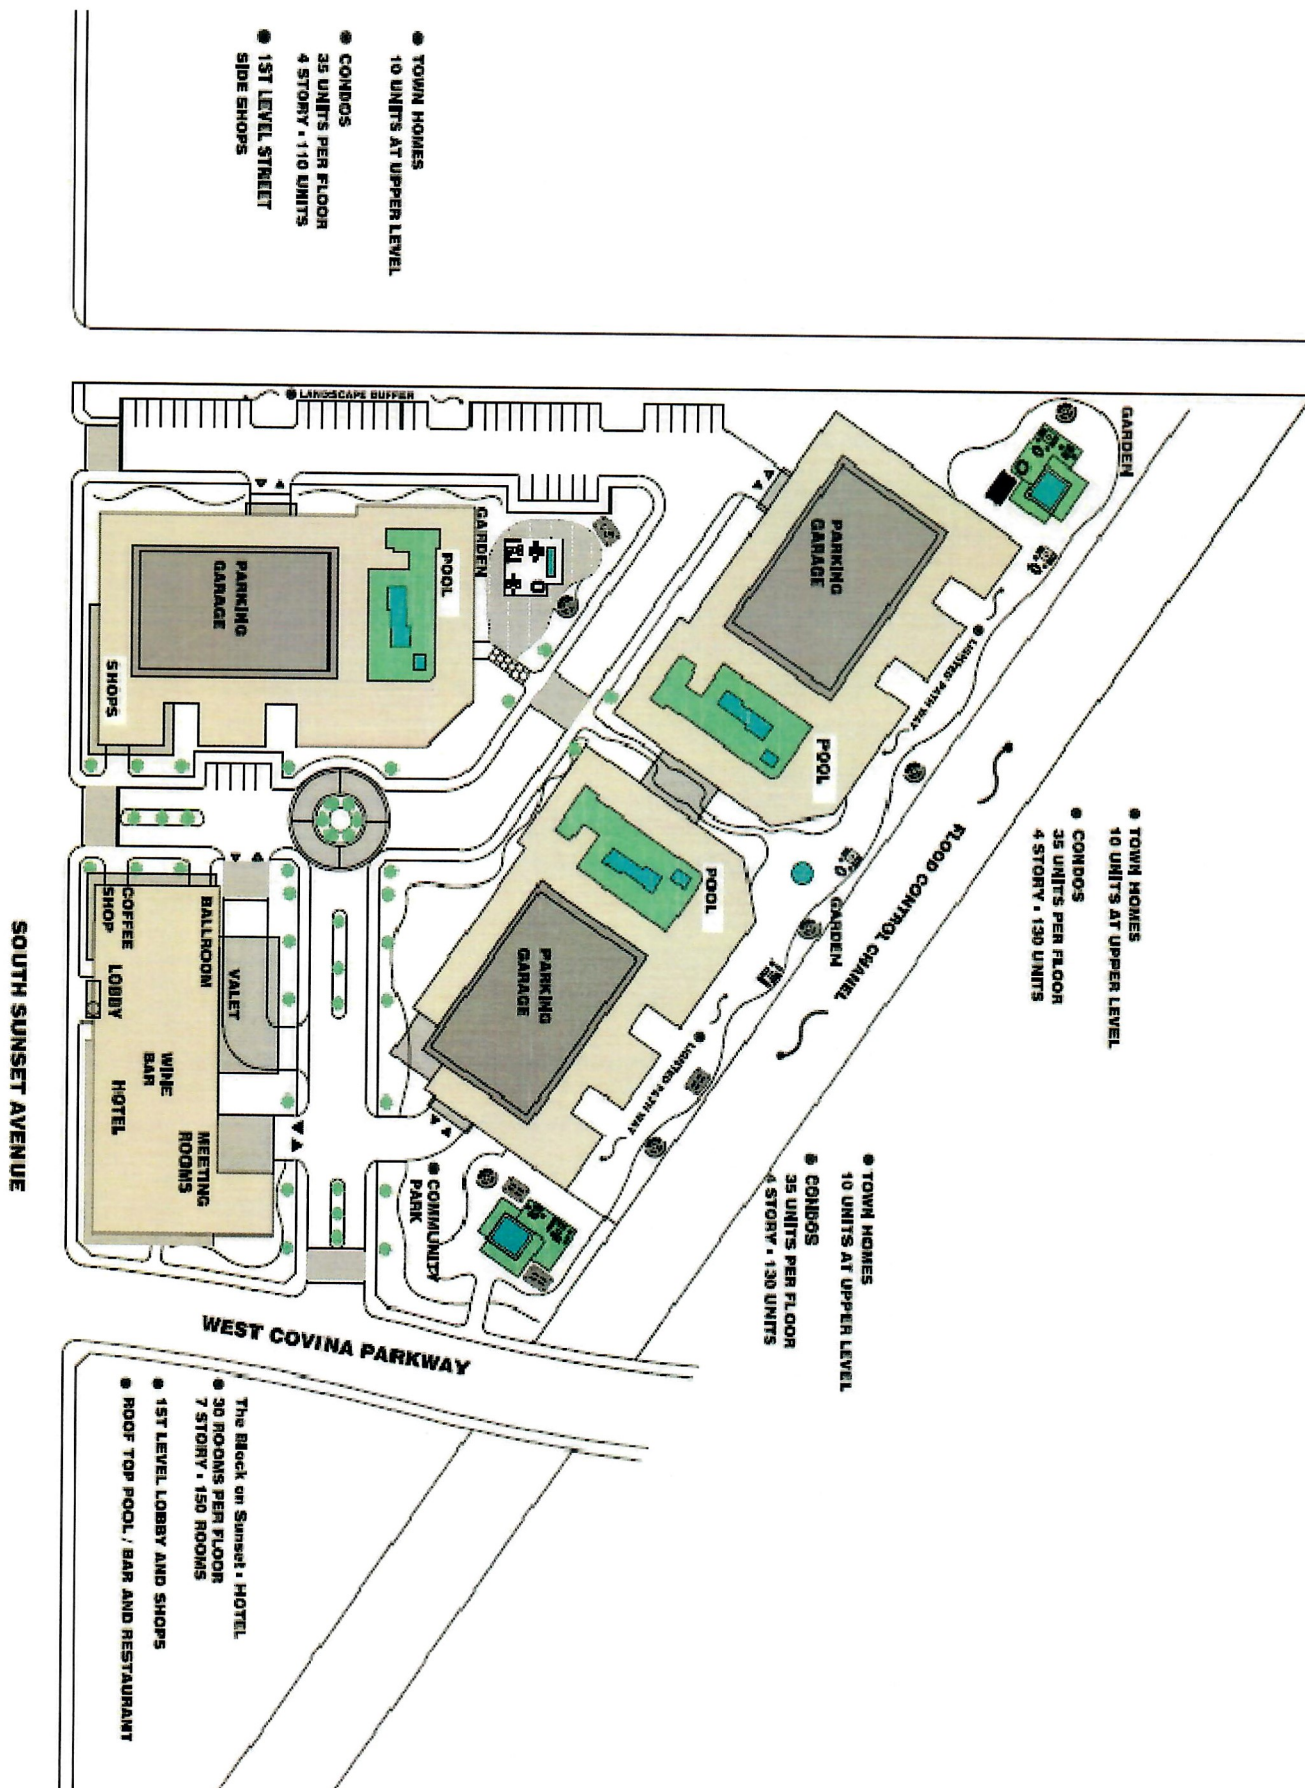 TOWN HOMES
10 UNITS AT UPPER LEVEL
CONDOS
35 UNITS PER FLOOR
4 STORY - 110 UNITS
1ST LEVEL STREET
SIDE SHOPS
LANDSCAPE BUFFER
GARDEN
PARKING
GARAGE
LIGHTED PATH WAY
POOL
GARDEN
POOL
PARKING
GARAGE
SHOPS
TOWN HOMES
10 UNITS AT UPPER LEVEL
CONDOS
35 UNITS PER FLOOR
4 STORY - 130 UNITS
FLOOD CONTROL CHANEL
GARDEN
POOL
PARKING
GARAGE
LIGHTED PATH WAY
BALLROOM
COFFEE
SHOP
LOBBY
VALET
WINE
BAR
HOTEL
MEETING
ROOMS
COMMUNITY
PARK
TOWN HOMES
10 UNITS AT UPPER LEVEL
CONDOS
35 UNITS PER FLOOR
4 STORY - 130 UNITS
SOUTH SUNSET AVENUE
WEST COVINA PARKWAY
The Block on Sunset - HOTEL
30 ROOMS PER FLOOR
7 STORY - 150 ROOMS
1ST LEVEL LOBBY AND SHOPS
ROOF TOP POOL / BAR AND RESTAURANT